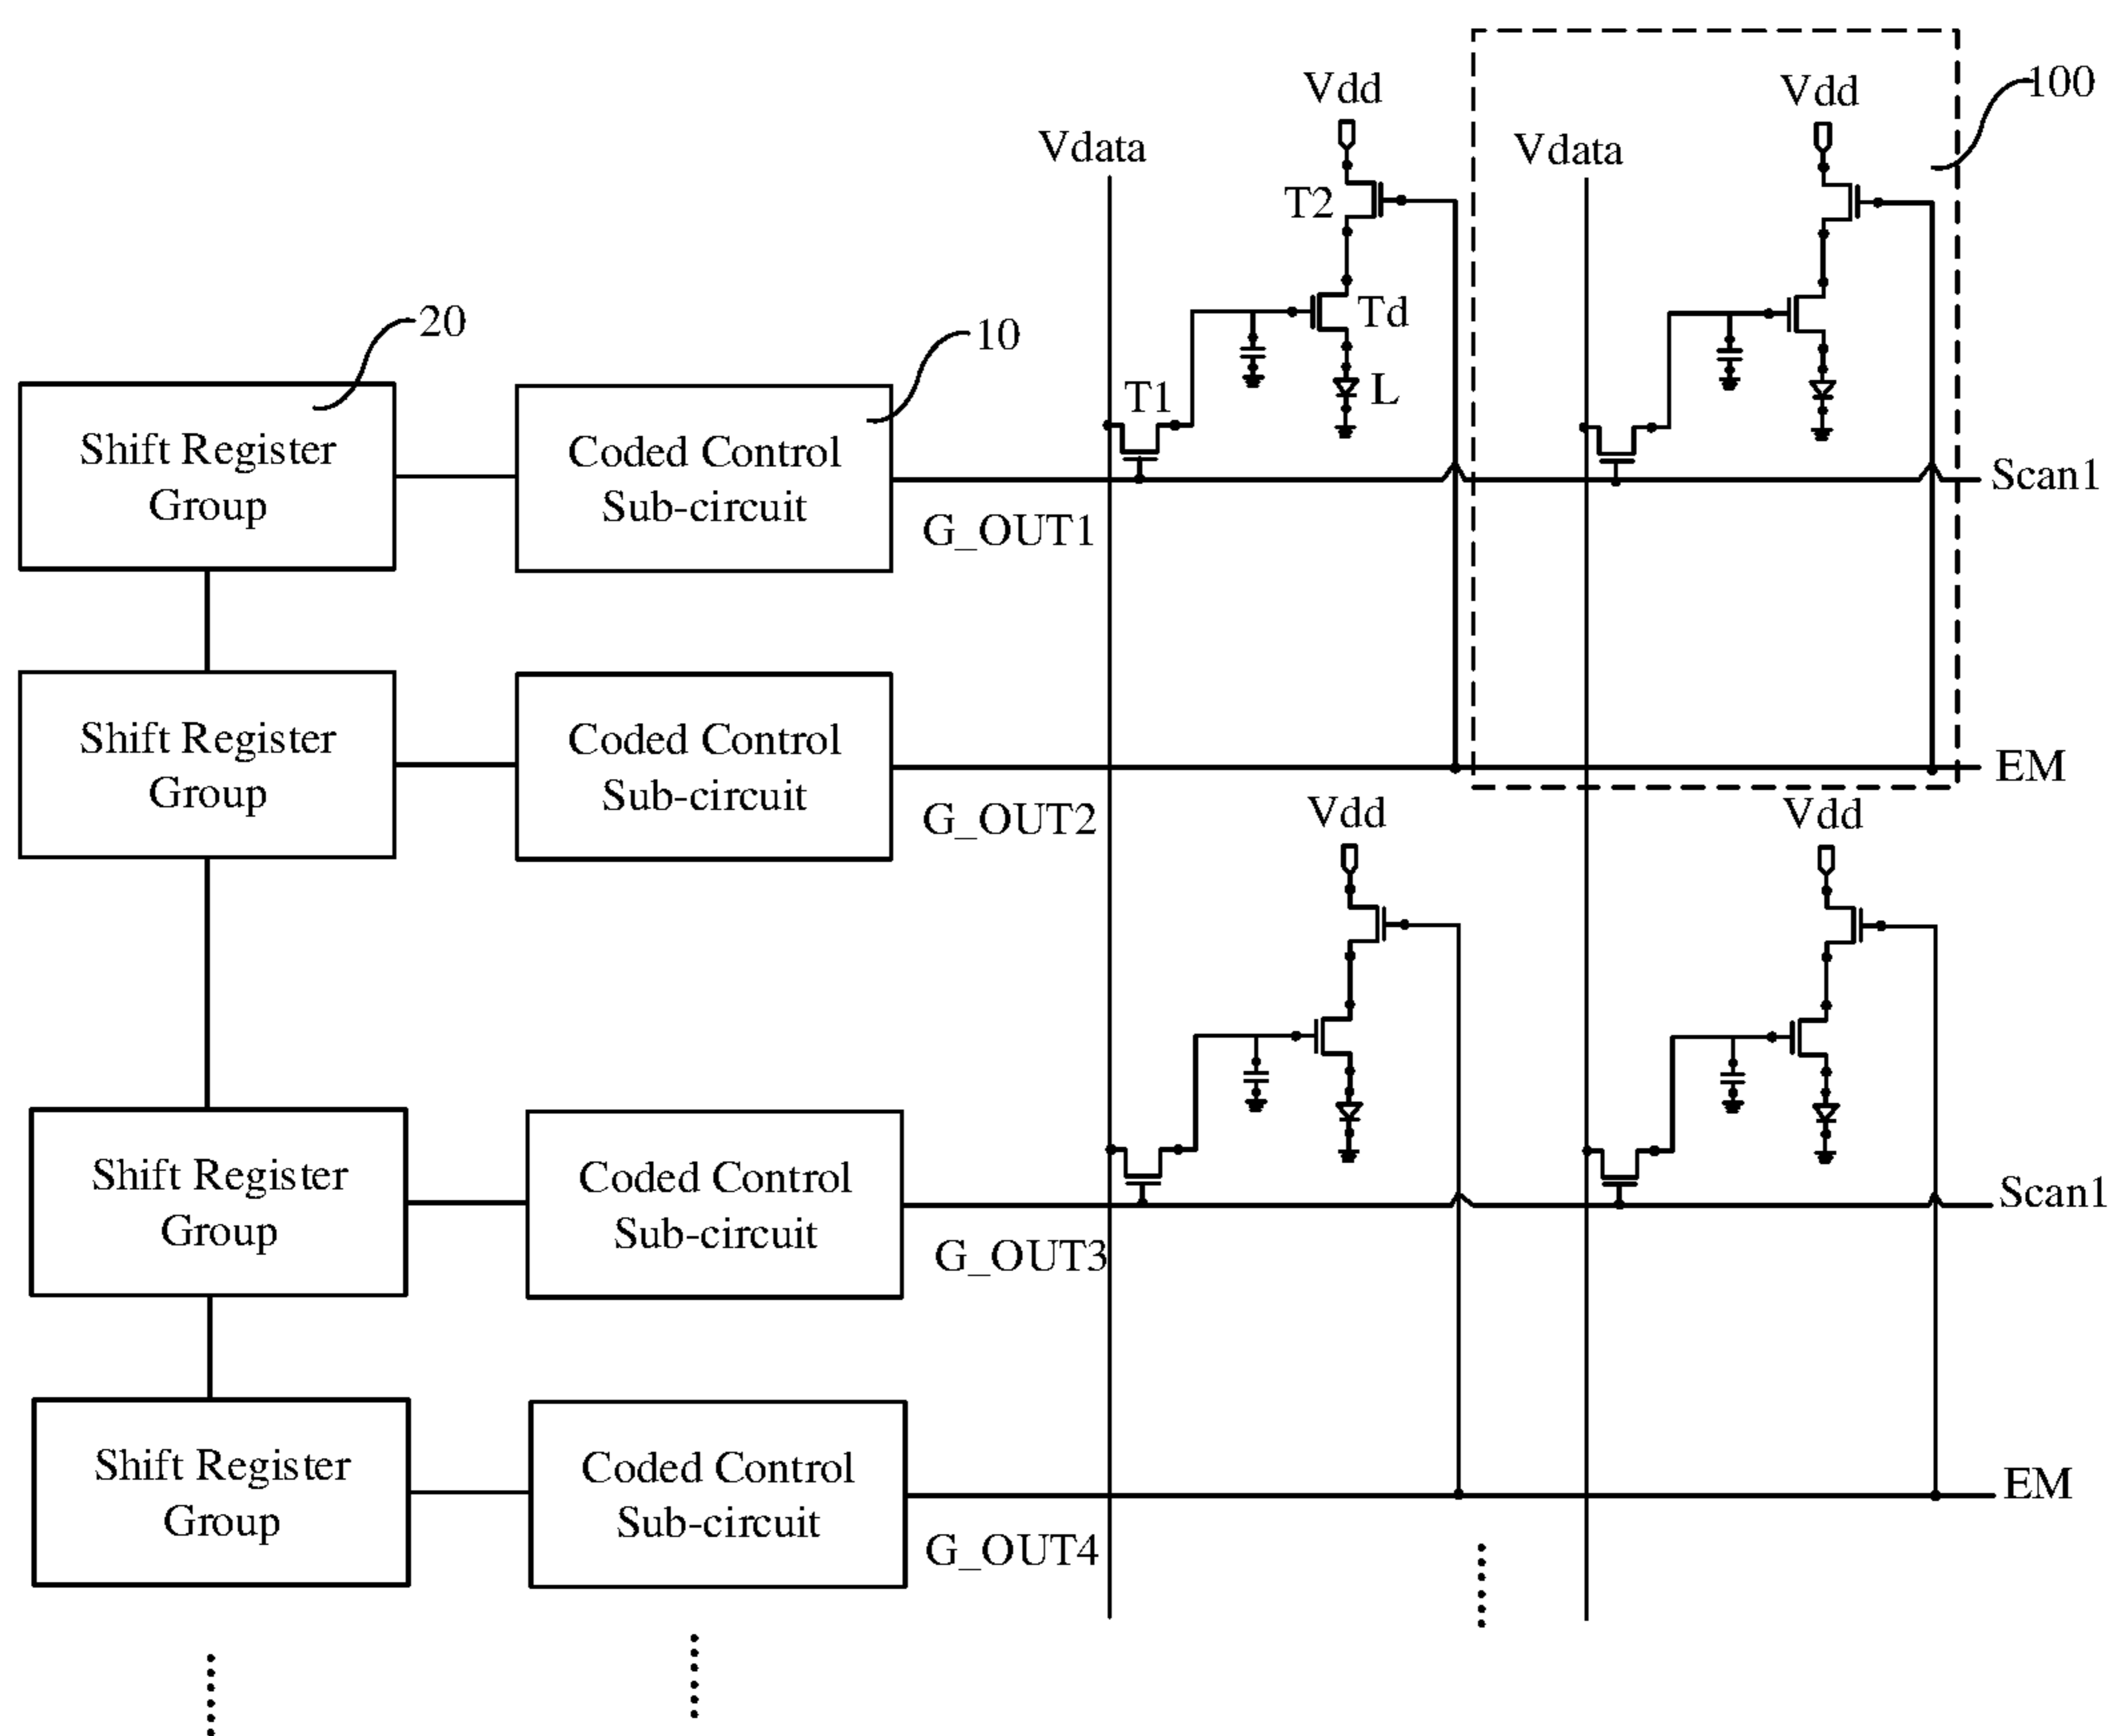 Vdd
Vdd
100
Vdata
Vdata
T2
Td
20
10
L
T1
Shift Register
Group
Coded Control
Sub-circuit
Scan1
G_OUT1
Shift Register
Group
Coded Control
Sub-circuit
EM
G_OUT2
Vdd
Vdd
Shift Register
Group
Coded Control
Sub-circuit
Scan1
G_OUT3
Shift Register
Group
Coded Control
Sub-circuit
EM
G_OUT4